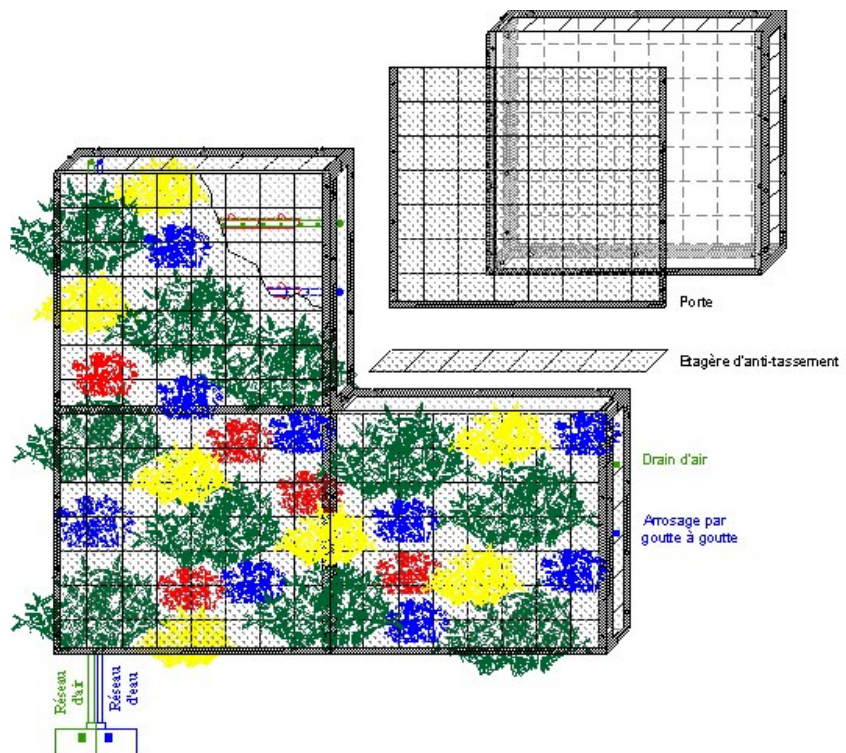 Porte
Etagère d'anti-tassement
Drain d'air
Arrosage par
goutte à goutte
Réseau
d'air
Réseau
d'eau